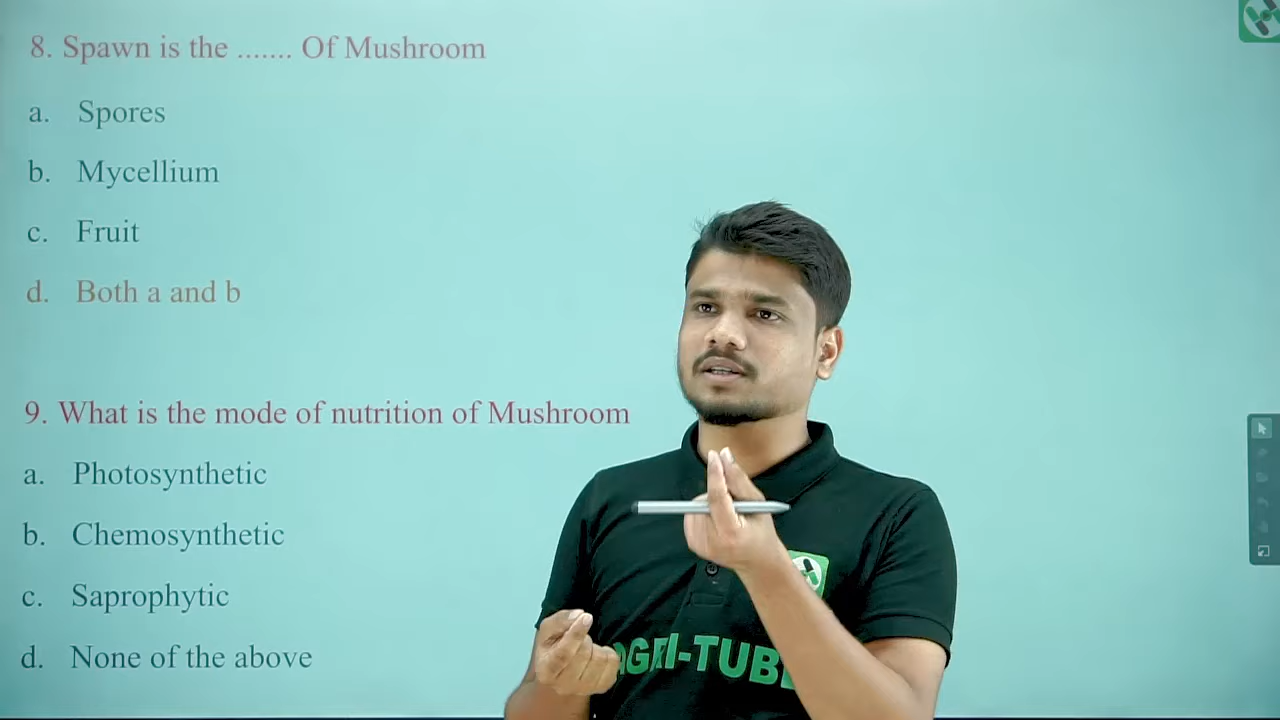 8. Spawn is the ....... Of Mushroom
a. Spores
b. Mycellium
c. Fruit
d. Both a and b
9. What is the mode of nutrition of Mushroom
a. Photosynthetic
b. Chemosynthetic
c. Saprophytic
d. None of the above
AGRI-TUB